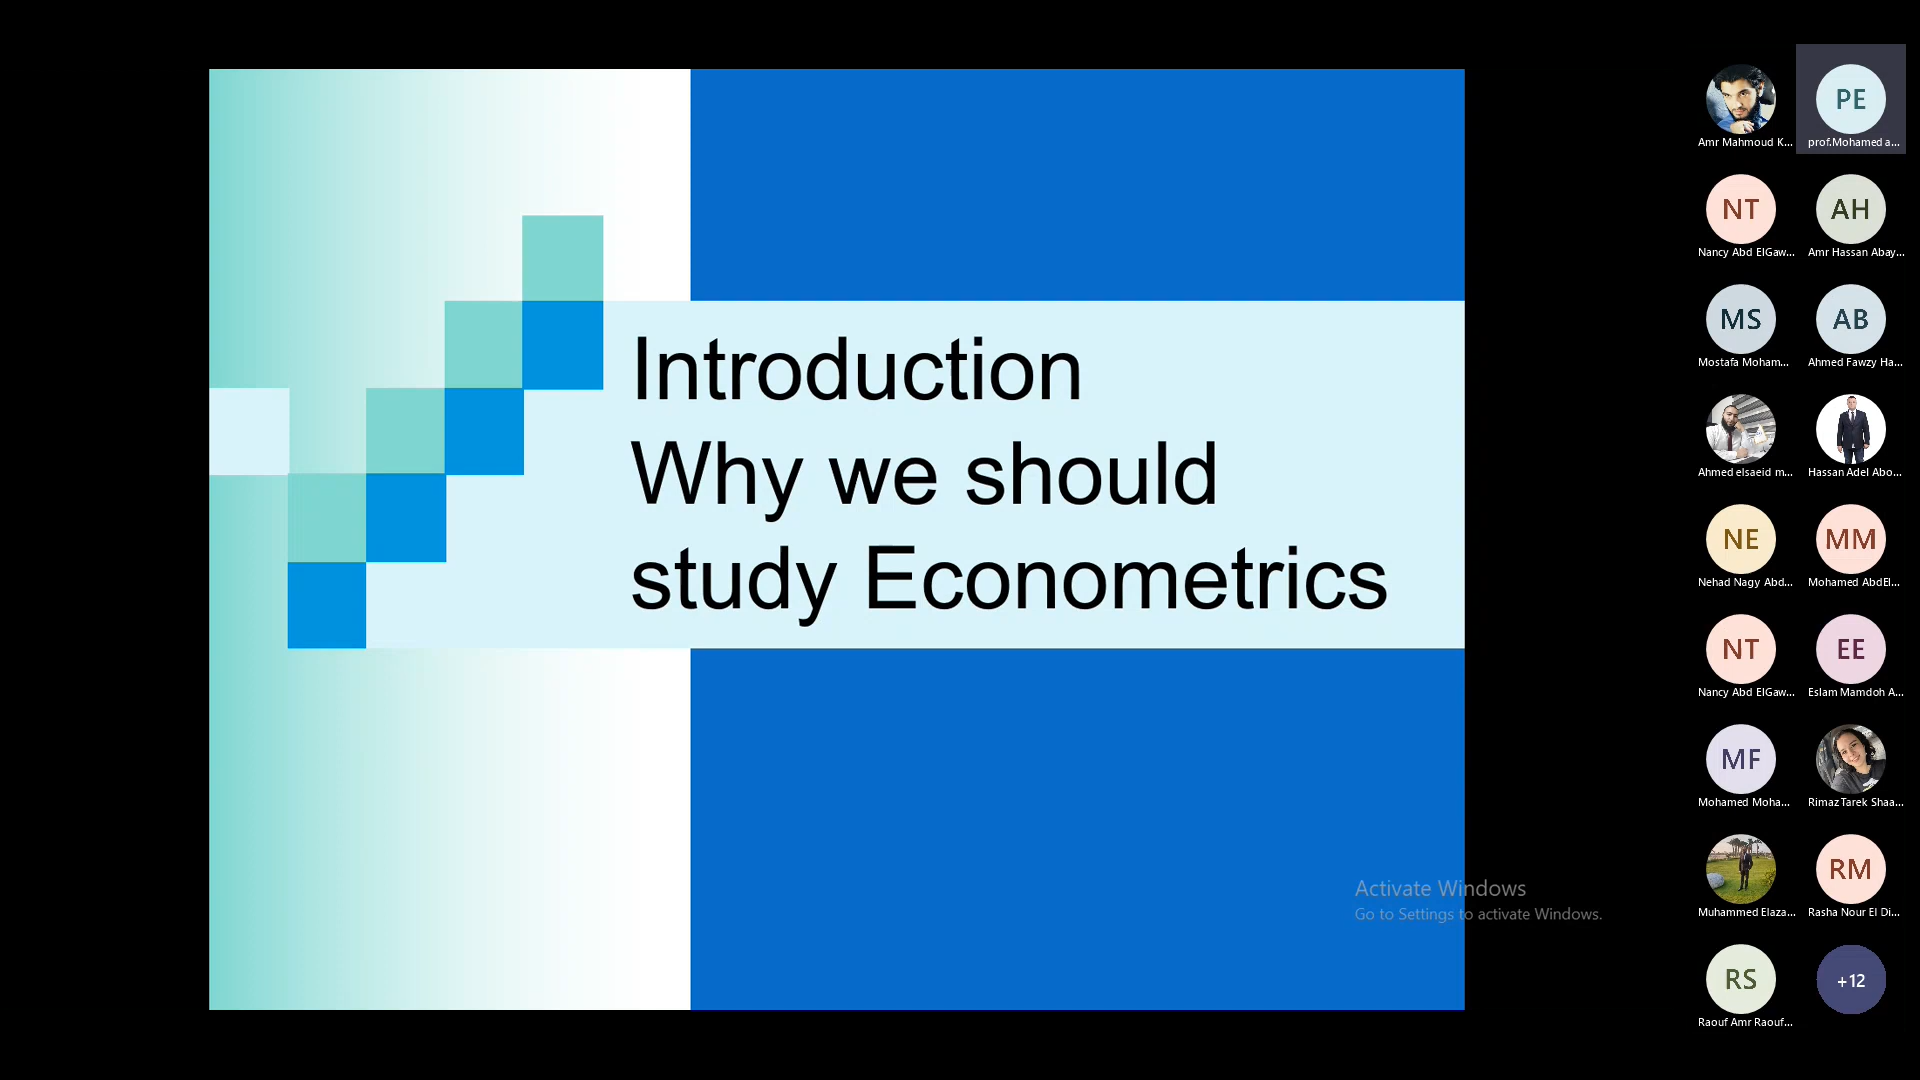 Introduction
Why we should
study Econometrics
Activate Windows
Go to Settings to activate Windows.
Amr Mahmoud K...
PE
prof.Mohamed a...
NT
Nancy Abd ElGaw...
AH
Amr Hassan Abay...
MS
Mostafa Moham...
AB
Ahmed Fawzy Ha...
Ahmed elsaeid m...
Hassan Adel Abo...
NE
Nehad Nagy Abd...
MM
Mohamed AbdEl...
NT
Nancy Abd ElGaw...
EE
Eslam Mamdoh A...
MF
Mohamed Moha...
Rimaz Tarek Shaa...
Muhammed Elaza...
RM
Rasha Nour El Di...
RS
Raouf Amr Raouf...
+12